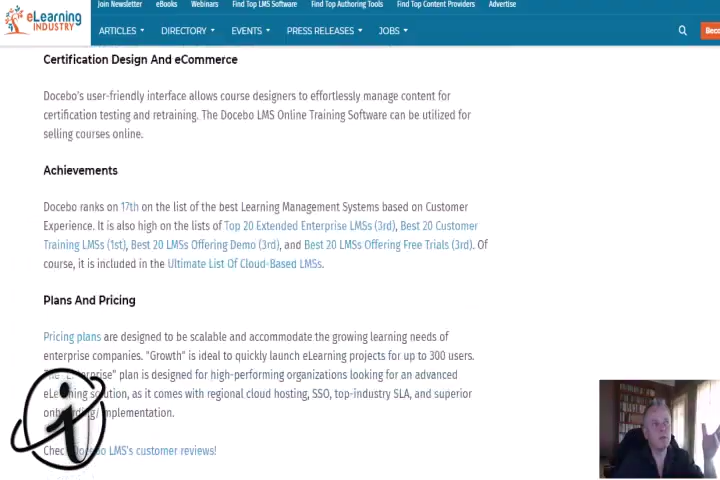 Join Newsletter eBooks Webinars Find Top LMS Software Find Top Authoring Tools Find Top Content Providers Advertise
eLearning
INDUSTRY
ARTICLES DIRECTORY EVENTS PRESS RELEASES JOBS
Certification Design And eCommerce
Docebo's user-friendly interface allows course designers to effortlessly manage content for
certification testing and retraining. The Docebo LMS Online Training Software can be utilized for
selling courses online.
Achievements
Docebo ranks on 17th on the list of the best Learning Management Systems based on Customer
Experience. It is also high on the lists of Top 20 Extended Enterprise LMSs (3rd), Best 20 Customer
Training LMSs (1st), Best 20 LMSs Offering Demo (3rd), and Best 20 LMSs Offering Free Trials (3rd). Of
course, it is included in the Ultimate List Of Cloud-Based LMSs.
Plans And Pricing
Pricing plans are designed to be scalable and accommodate the growing learning needs of
enterprise companies. "Growth" is ideal to quickly launch eLearning projects for up to 300 users.
The "Enterprise" plan is designed for high-performing organizations looking for an advanced
eLearning solution, as it comes with regional cloud hosting, SSO, top-industry SLA, and superior
onboarding/implementation.
Check Docebo LMS's customer reviews!